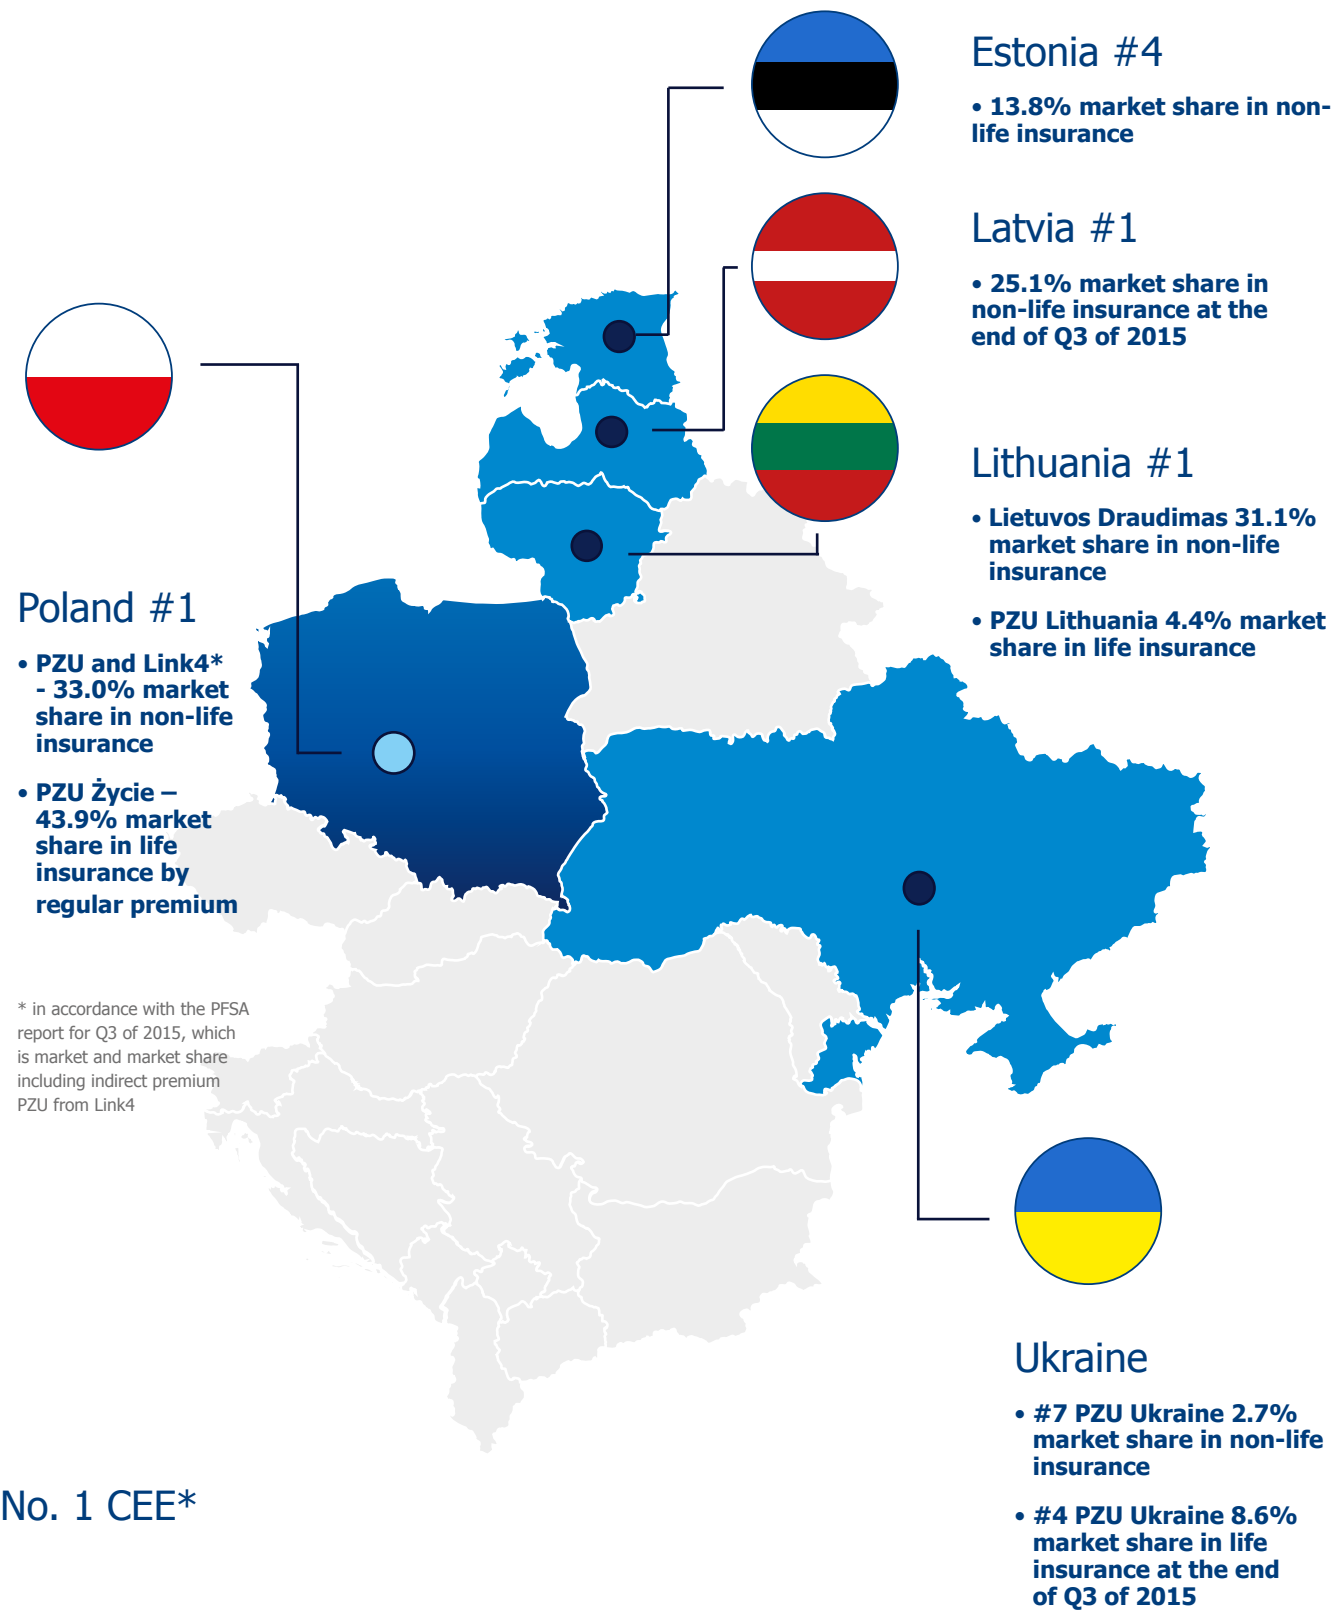 Estonia #4
• 13.8% market share in non-
life insurance
Latvia #1
• 25.1% market share in
non-life insurance at the
end of Q3 of 2015
Lithuania #1
• Lietuvos Draudimas 31.1%
market share in non-life
insurance
• PZU Lithuania 4.4% market
share in life insurance
Poland #1
• PZU and Link4*
- 33.0% market
share in non-life
insurance
• PZU Życie –
43.9% market
share in life
insurance by
regular premium
* in accordance with the PFSA
report for Q3 of 2015, which
is market and market share
including indirect premium
PZU from Link4
Ukraine
• #7 PZU Ukraine 2.7%
market share in non-life
insurance
• #4 PZU Ukraine 8.6%
market share in life
insurance at the end
of Q3 of 2015
No. 1 CEE*